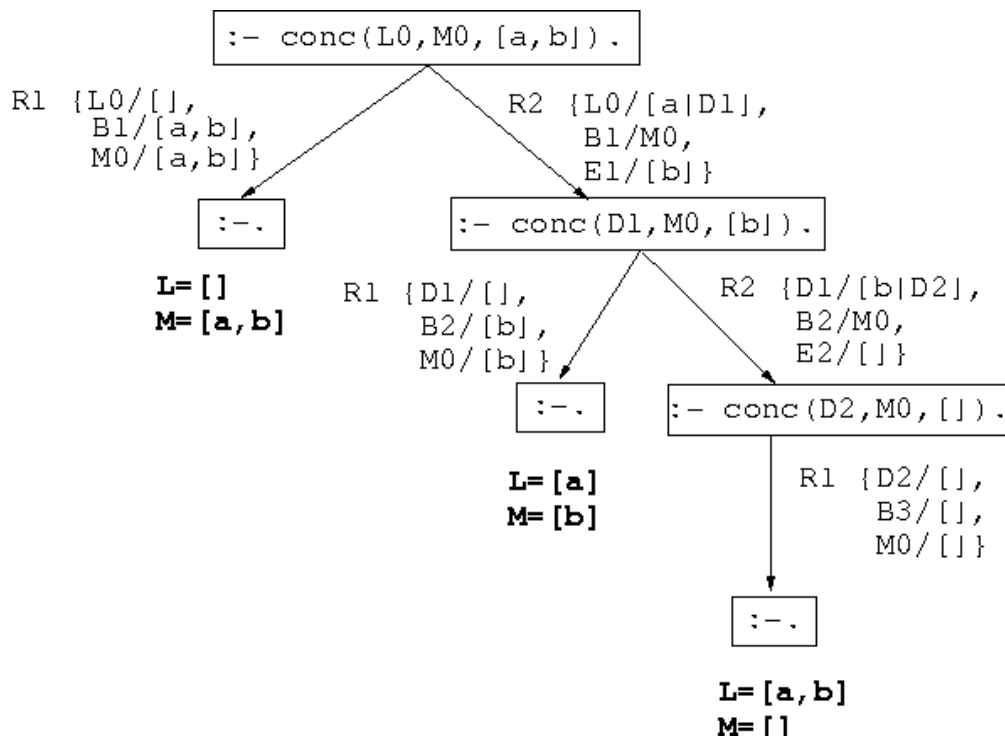 :- conc(L0,M0,[a,b]).
R1 {L0/[],
B1/[a,b],
M0/[a,b]}
R2 {L0/[a|D1],
B1/M0,
E1/[b]}
:-.
:- conc(D1,M0,[b]).
L=[]
M=[a,b]
R1 {D1/[],
B2/[b],
M0/[b]}
R2 {D1/[b|D2],
B2/M0,
E2/[]}
:-.
:- conc(D2,M0,[]).
L=[a]
M=[b]
R1 {D2/[],
B3/[],
M0/[]}
:-.
L=[a,b]
M=[]